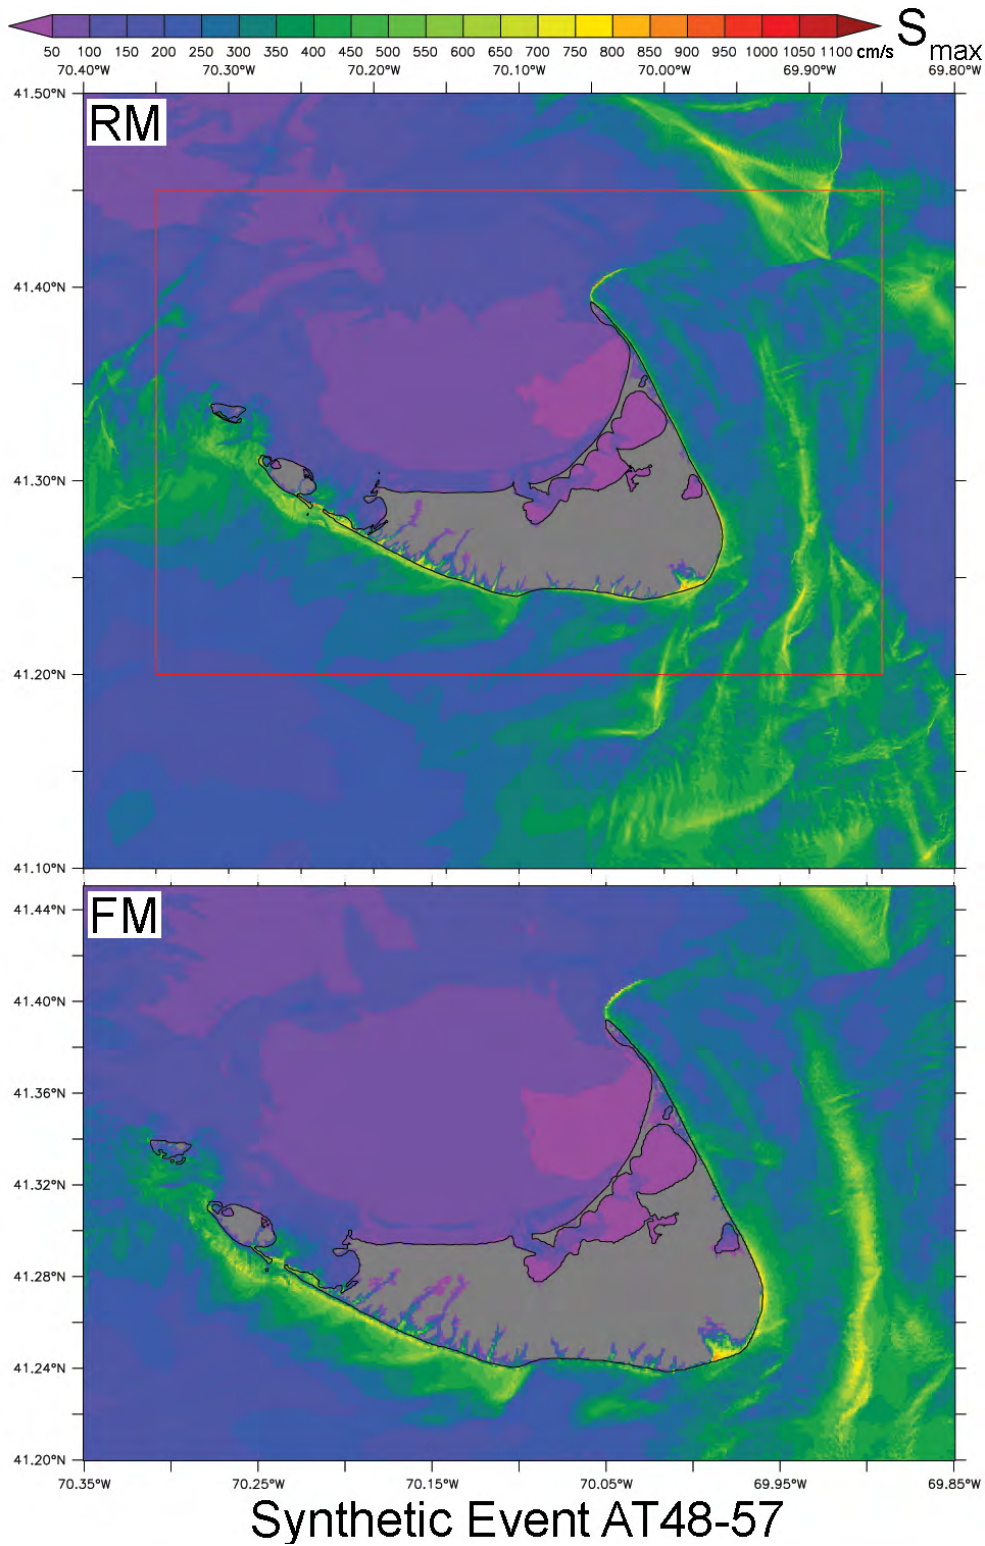 50 100 150 200 250 300 350 400 450 500 550 600 650 700 750 800 850 900 950 1000 1050 1100 cm/s Smax
70.40°W 70.30°W 70.20°W 70.10°W 70.00°W 69.90°W 69.80°W
41.50°N
RM
41.40°N
41.30°N
41.20°N
41.10°N
FM
41.44°N
41.40°N
41.36°N
41.32°N
41.28°N
41.24°N
41.20°N
70.35°W 70.25°W 70.15°W 70.05°W 69.95°W 69.85°W
Synthetic Event AT48-57